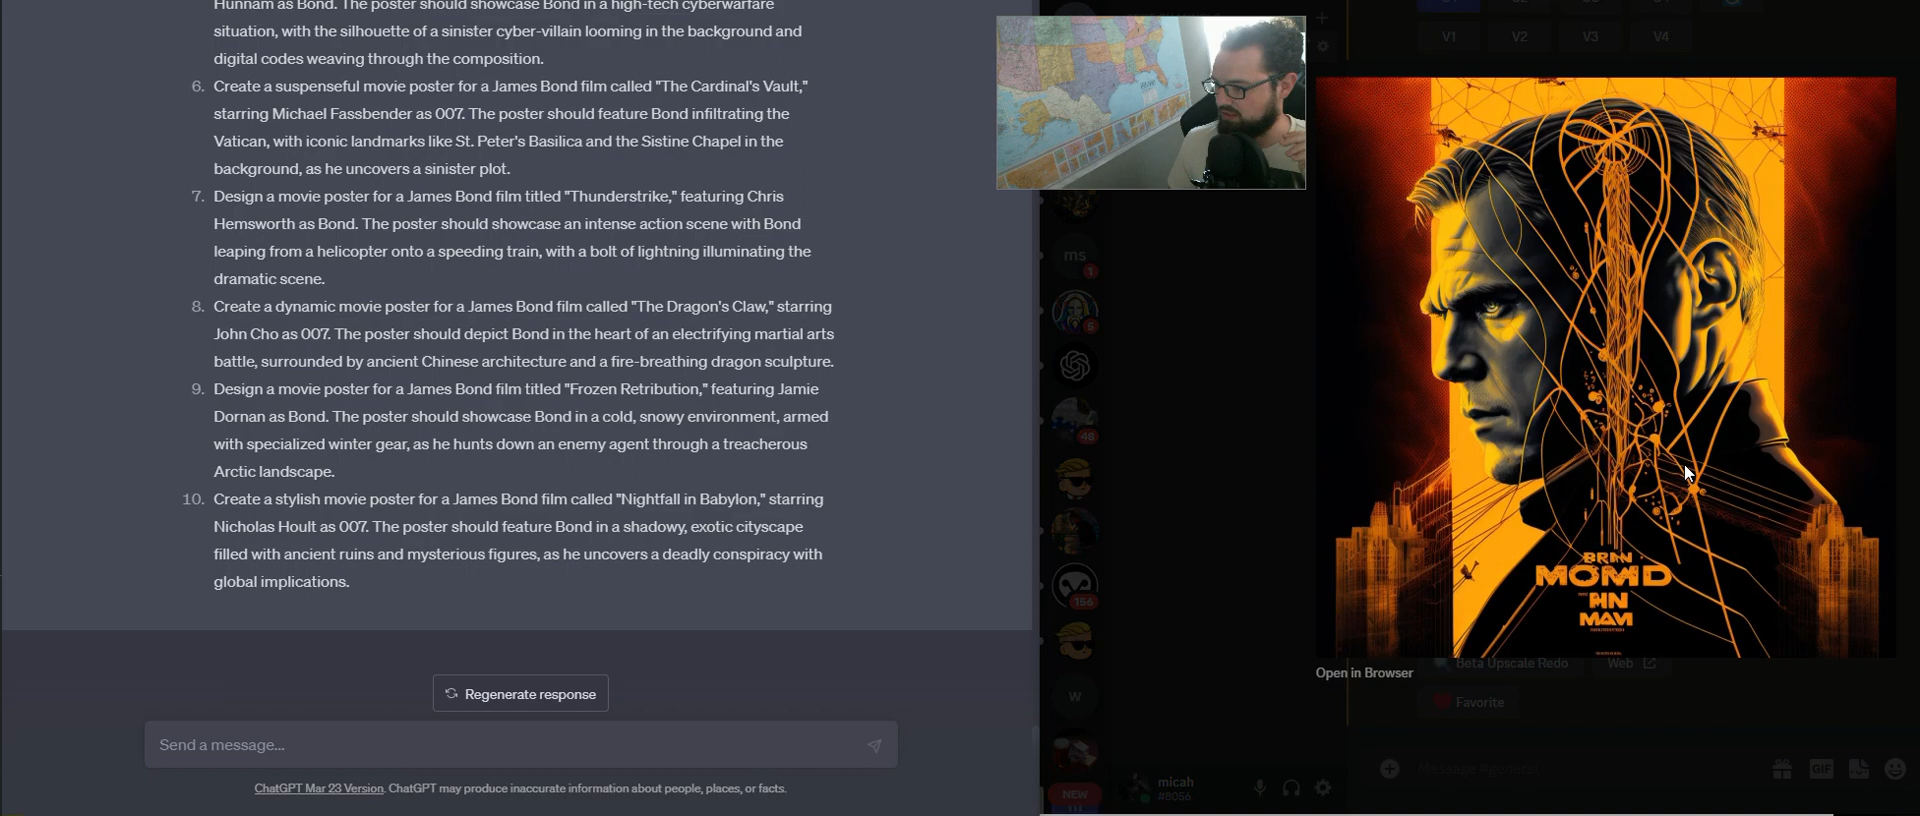 Hunnam as Bond. The poster should showcase Bond in a high-tech cyberwarfare
situation, with the silhouette of a sinister cyber-villain looming in the background and
digital codes weaving through the composition.
6. Create a suspenseful movie poster for a James Bond film called "The Cardinal's Vault,"
starring Michael Fassbender as 007. The poster should feature Bond infiltrating the
Vatican, with iconic landmarks like St. Peter's Basilica and the Sistine Chapel in the
background, as he uncovers a sinister plot.
7. Design a movie poster for a James Bond film titled "Thunderstrike," featuring Chris
Hemsworth as Bond. The poster should showcase an intense action scene with Bond
leaping from a helicopter onto a speeding train, with a bolt of lightning illuminating the
dramatic scene.
8. Create a dynamic movie poster for a James Bond film called "The Dragon's Claw," starring
John Cho as 007. The poster should depict Bond in the heart of an electrifying martial arts
battle, surrounded by ancient Chinese architecture and a fire-breathing dragon sculpture.
9. Design a movie poster for a James Bond film titled "Frozen Retribution," featuring Jamie
Dornan as Bond. The poster should showcase Bond in a cold, snowy environment, armed
with specialized winter gear, as he hunts down an enemy agent through a treacherous
Arctic landscape.
10. Create a stylish movie poster for a James Bond film called "Nightfall in Babylon," starring
Nicholas Hoult as 007. The poster should feature Bond in a shadowy, exotic cityscape
filled with ancient ruins and mysterious figures, as he uncovers a deadly conspiracy with
global implications.
Regenerate response
Send a message...
ChatGPT Mar 23 Version. ChatGPT may produce inaccurate information about people, places, or facts.
V1 V2 V3 V4
ms
1
5
48
156
W
NEW
BRIN
MOMD
MAVI
Open in Browser
Beta Upscale Redo
Web
Favorite
micah
#8056
Message #general
GIF